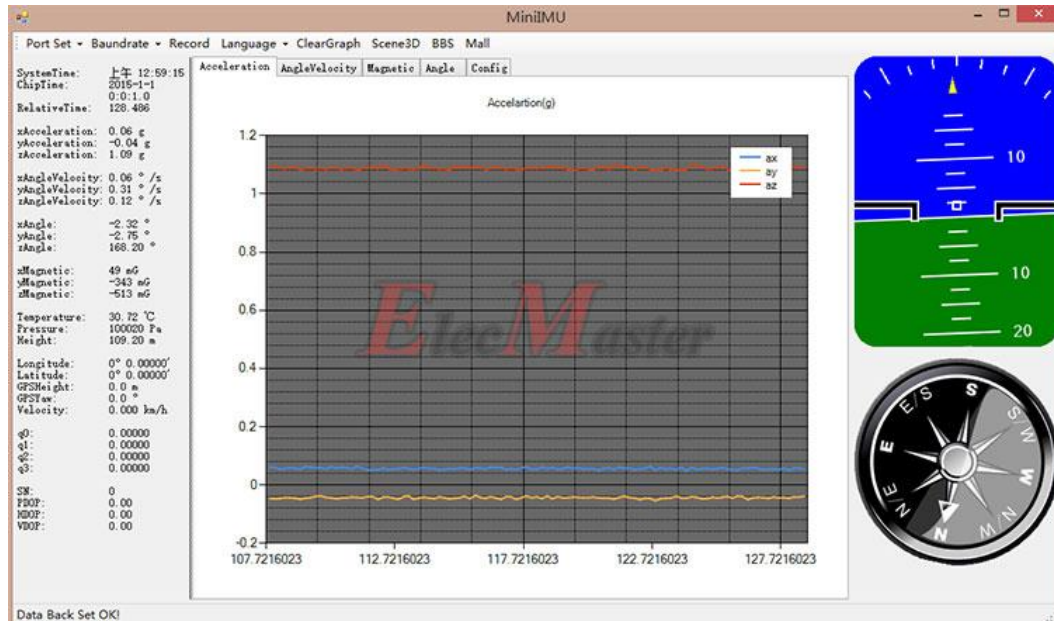 MiniIMU
Port Set Baundrate Record Language ClearGraph Scene3D BBS Mall
SystemTime: 上午 12:59:15
ChipTime: 2015-1-1
0:0:1.0
RelativeTime: 128.486
xAcceleration: 0.06 g
yAcceleration: -0.04 g
zAcceleration: 1.09 g
xAngleVelocity: 0.06 °/s
yAngleVelocity: 0.31 °/s
zAngleVelocity: 0.12 °/s
xAngle: -2.32 °
yAngle: -2.75 °
zAngle: 168.20 °
xMagnetic: 49 mG
yMagnetic: -343 mG
zMagnetic: -513 mG
Temperature: 30.72 ℃
Pressure: 100020 Pa
Height: 109.20 m
Longitude: 0° 0.00000'
Latitude: 0° 0.00000'
GPSHeight: 0.0 m
GPSYaw: 0.0 °
Velocity: 0.000 km/h
q0: 0.00000
q1: 0.00000
q2: 0.00000
q3: 0.00000
SN: 0
PDOP: 0.00
HDOP: 0.00
VDOP: 0.00
Acceleration AngleVelocity Magnetic Angle Config
Accelartion(g)
1.2
1
0.8
0.6
0.4
0.2
0
-0.2
107.7216023 112.7216023 117.7216023 122.7216023 127.7216023
ax
ay
az
ElecMaster
10
10
20
S
S/W
W
N/W
N
N/E
E
E/S
Data Back Set OK!